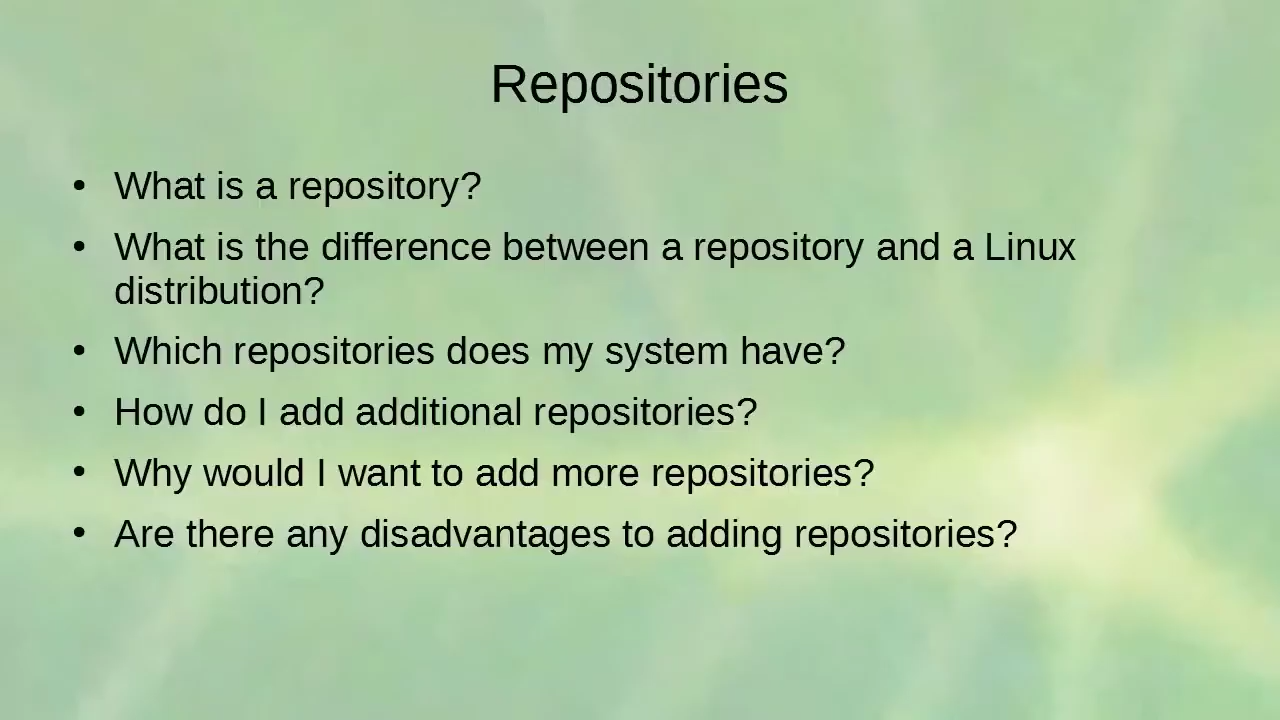 Repositories
• What is a repository?
• What is the difference between a repository and a Linux
distribution?
• Which repositories does my system have?
• How do I add additional repositories?
• Why would I want to add more repositories?
• Are there any disadvantages to adding repositories?